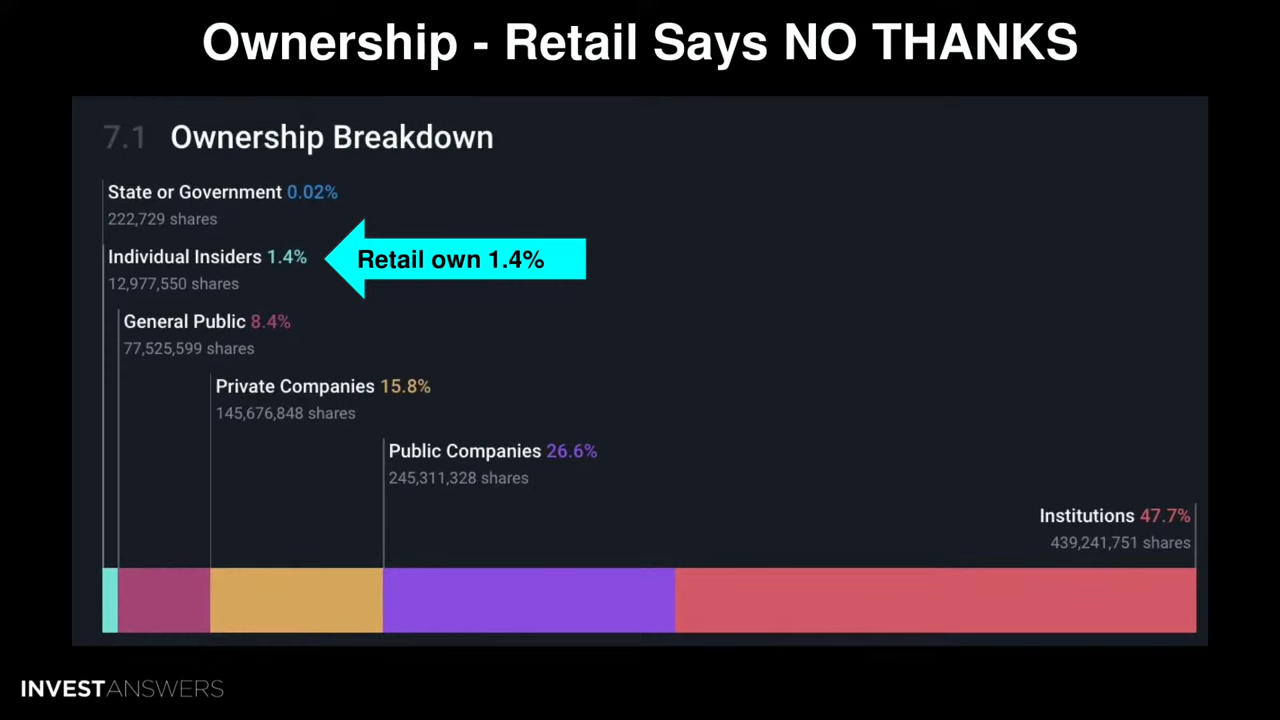 Ownership - Retail Says NO THANKS
7.1 Ownership Breakdown
State or Government 0.02%
222,729 shares
Individual Insiders 1.4%
Retail own 1.4%
12,977,550 shares
General Public 8.4%
77,525,599 shares
Private Companies 15.8%
145,676,848 shares
Public Companies 26.6%
245,311,328 shares
Institutions 47.7%
439,241,751 shares
INVESTANSWERS